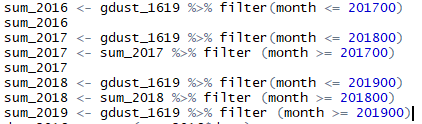 sum_2016 <- gdust_1619 %>% filter(month <= 201700)
sum_2016
sum_2017 <- gdust_1619 %>% filter(month <= 201800)
sum_2017 <- sum_2017 %>% filter (month >= 201700)
sum_2017
sum_2018 <- gdust_1619 %>% filter(month <= 201900)
sum_2018 <- sum_2018 %>% filter (month >= 201800)
sum_2019 <- gdust_1619 %>% filter (month >= 201900)